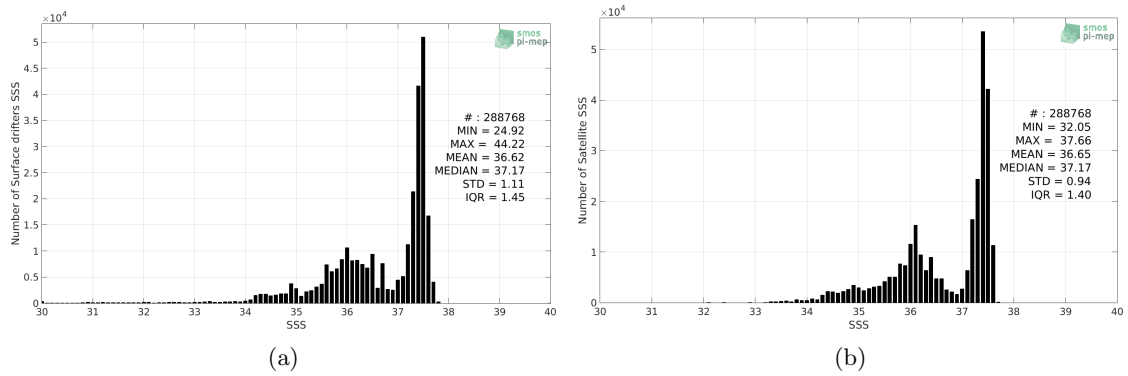 ×10⁴
5
4.5
4
3.5
3
2.5
2
1.5
1
0.5
0
Number of Surface drifters SSS
smos
pi-mep
# : 288768
MIN = 24.92
MAX = 44.22
MEAN = 36.62
MEDIAN = 37.17
STD = 1.11
IQR = 1.45
30 31 32 33 34 35 36 37 38 39 40
SSS
(a)
×10⁴
5
4
3
2
1
0
Number of Satellite SSS
smos
pi-mep
# : 288768
MIN = 32.05
MAX = 37.66
MEAN = 36.65
MEDIAN = 37.17
STD = 0.94
IQR = 1.40
30 31 32 33 34 35 36 37 38 39 40
SSS
(b)